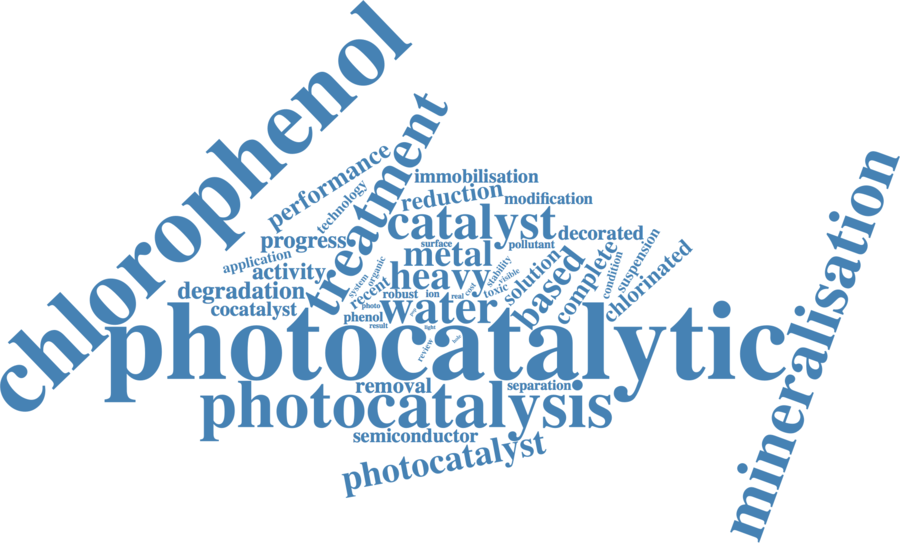 chlorophenol
treatment
performance
technology
immobilisation
reduction
modification
catalyst
decorated
progress
surface
pollutant
metal
application
activity
organic
system
recent
heavy
stability
visible
cost
toxic
solution
based
complete
condition
suspension
chlorinated
degradation
cocatalyst
robust
ion
real
photo
water
phenol
result
fight
hole
review
photocatalytic
mineralisation
removal
separation
photocatalysis
semiconductor
photocatalyst